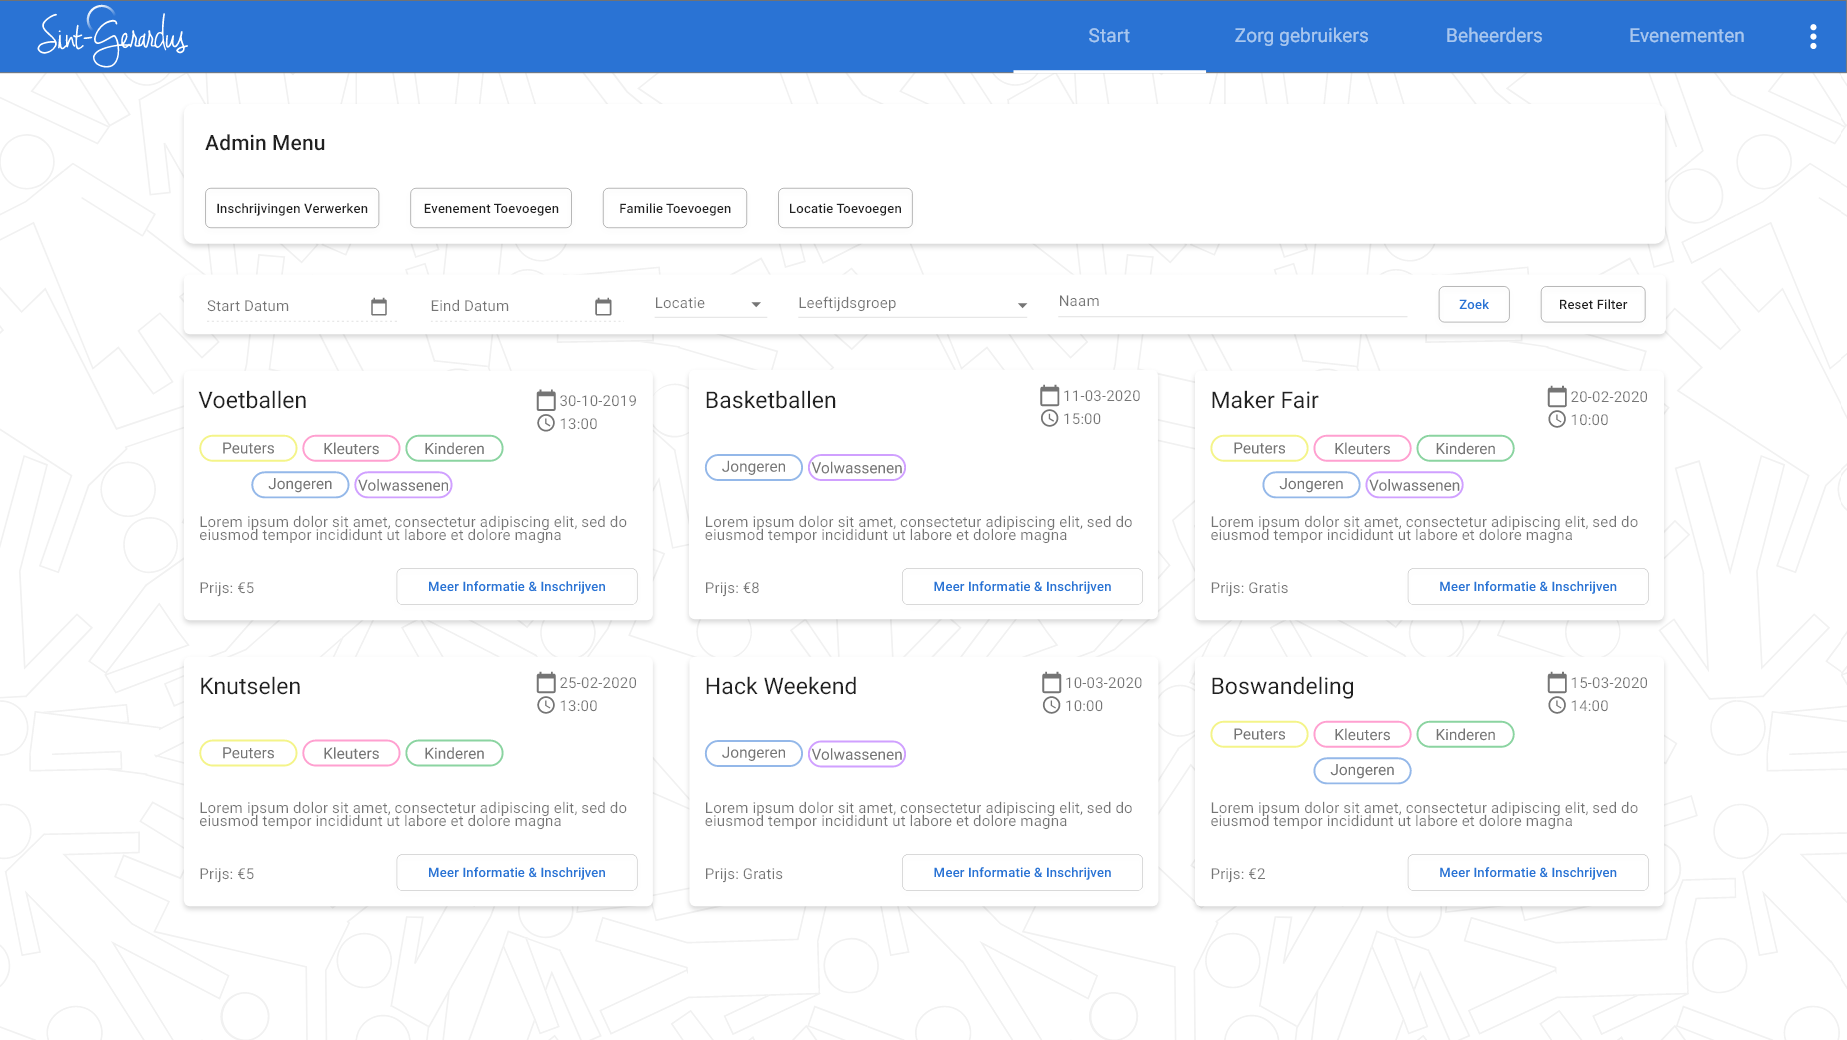 Sint-Gerardus
Start
Zorg gebruikers
Beheerders
Evenementen
Admin Menu
Inschrijvingen Verwerken
Evenement Toevoegen
Familie Toevoegen
Locatie Toevoegen
Start Datum
Eind Datum
Locatie
Leeftijdsgroep
Naam
Zoek
Reset Filter
Voetballen
30-10-2019
13:00
Peuters
Kleuters
Kinderen
Jongeren
Volwassenen
Lorem ipsum dolor sit amet, consectetur adipiscing elit, sed do
eiusmod tempor incididunt ut labore et dolore magna
Prijs: €5
Meer Informatie & Inschrijven
Basketballen
11-03-2020
15:00
Jongeren
Volwassenen
Lorem ipsum dolor sit amet, consectetur adipiscing elit, sed do
eiusmod tempor incididunt ut labore et dolore magna
Prijs: €8
Meer Informatie & Inschrijven
Maker Fair
20-02-2020
10:00
Peuters
Kleuters
Kinderen
Jongeren
Volwassenen
Lorem ipsum dolor sit amet, consectetur adipiscing elit, sed do
eiusmod tempor incididunt ut labore et dolore magna
Prijs: Gratis
Meer Informatie & Inschrijven
Knutselen
25-02-2020
13:00
Peuters
Kleuters
Kinderen
Lorem ipsum dolor sit amet, consectetur adipiscing elit, sed do
eiusmod tempor incididunt ut labore et dolore magna
Prijs: €5
Meer Informatie & Inschrijven
Hack Weekend
10-03-2020
10:00
Jongeren
Volwassenen
Lorem ipsum dolor sit amet, consectetur adipiscing elit, sed do
eiusmod tempor incididunt ut labore et dolore magna
Prijs: Gratis
Meer Informatie & Inschrijven
Boswandeling
15-03-2020
14:00
Peuters
Kleuters
Kinderen
Jongeren
Lorem ipsum dolor sit amet, consectetur adipiscing elit, sed do
eiusmod tempor incididunt ut labore et dolore magna
Prijs: €2
Meer Informatie & Inschrijven